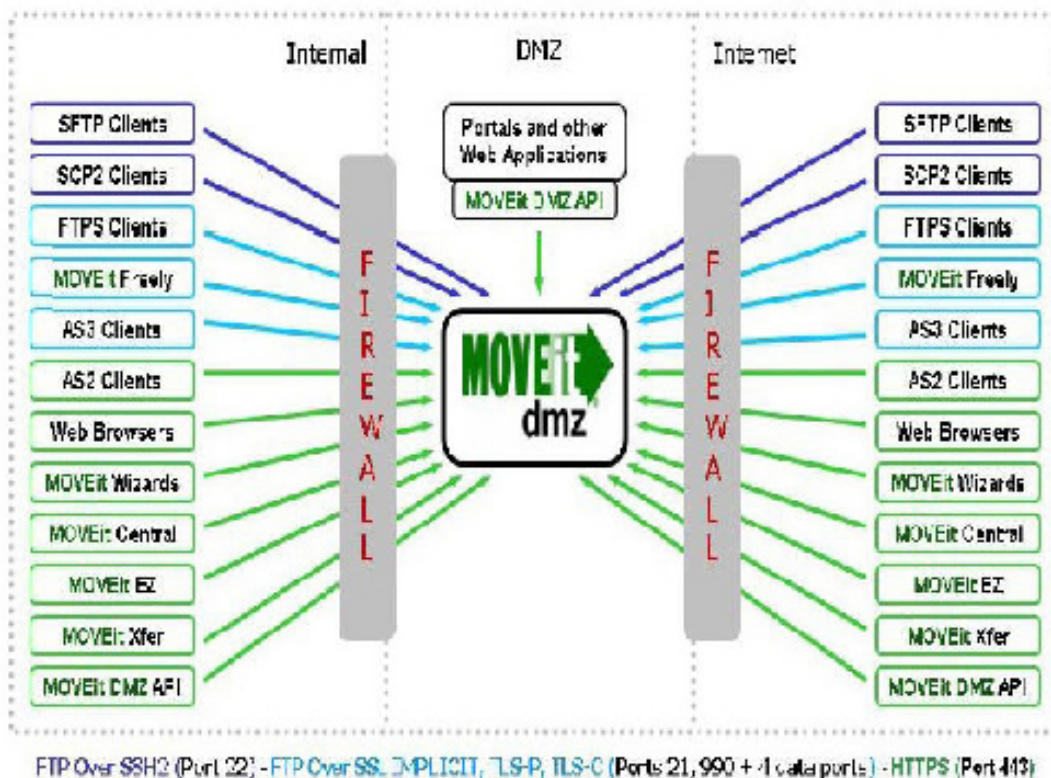 Internal
DMZ
Internet
SFTP Clients
SCP2 Clients
FTPS Clients
MOVEit Freely
AS3 Clients
AS2 Clients
Web Browsers
MOVEit Wizards
MOVEit Central
MOVEit EZ
MOVEit Xfer
MOVEit DMZ API
FIREWALL
Portals and other
Web Applications
MOVEit DMZ API
MOVEit
dmz
FIREWALL
SFTP Clients
SCP2 Clients
FTPS Clients
MOVEit Freely
AS3 Clients
AS2 Clients
Web Browsers
MOVEit Wizards
MOVEit Central
MOVEit EZ
MOVEit Xfer
MOVEit DMZ API
FTP Over SSH2 (Port 22) - FTP Over SSL IMPLICIT, TLS-P, TLS-C (Ports 21, 990 + 4 data ports) - HTTPS (Port 443)